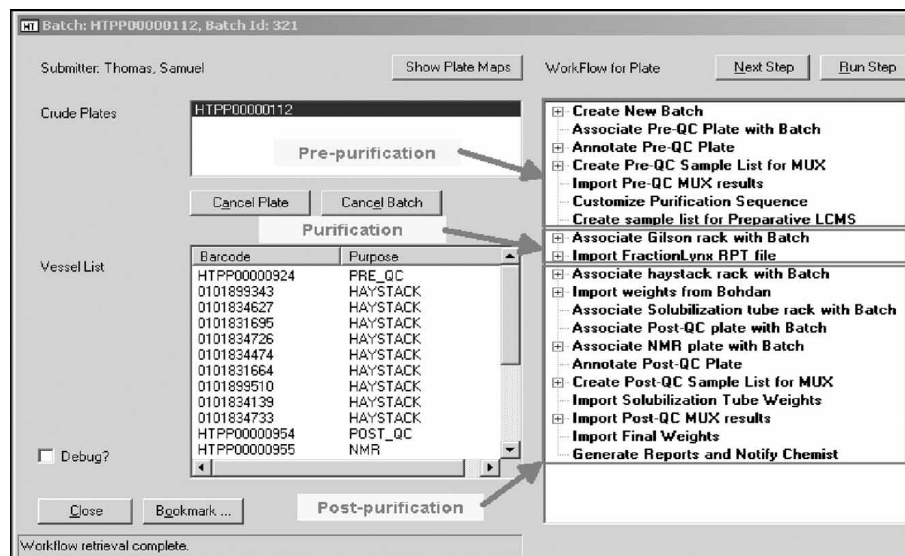 HT Batch: HTPP00000112, Batch Id: 321
Submitter: Thomas, Samuel
Show Plate Maps
WorkFlow for Plate
Next Step
Run Step
Crude Plates
HTPP00000112
Pre-purification
Cancel Plate
Cancel Batch
Purification
Vessel List
Barcode Purpose
HTPP00000924 PRE_QC
0101899343 HAYSTACK
0101834627 HAYSTACK
0101831695 HAYSTACK
0101834726 HAYSTACK
0101834474 HAYSTACK
0101831664 HAYSTACK
0101899510 HAYSTACK
0101834139 HAYSTACK
0101834733 HAYSTACK
HTPP00000954 POST_QC
HTPP00000955 NMR
Debug?
Close
Bookmark ...
Post-purification
Workflow retrieval complete.
Create New Batch
Associate Pre-QC Plate with Batch
Annotate Pre-QC Plate
Create Pre-QC Sample List for MUX
Import Pre-QC MUX results
Customize Purification Sequence
Create sample list for Preparative LCMS
Associate Gilson rack with Batch
Import FractionLynx RPT file
Associate haystack rack with Batch
Import weights from Bohdan
Associate Solubilization tube rack with Batch
Associate Post-QC plate with Batch
Associate NMR plate with Batch
Annotate Post-QC Plate
Create Post-QC Sample List for MUX
Import Solubilization Tube Weights
Import Post-QC MUX results
Import Final Weights
Generate Reports and Notify Chemist